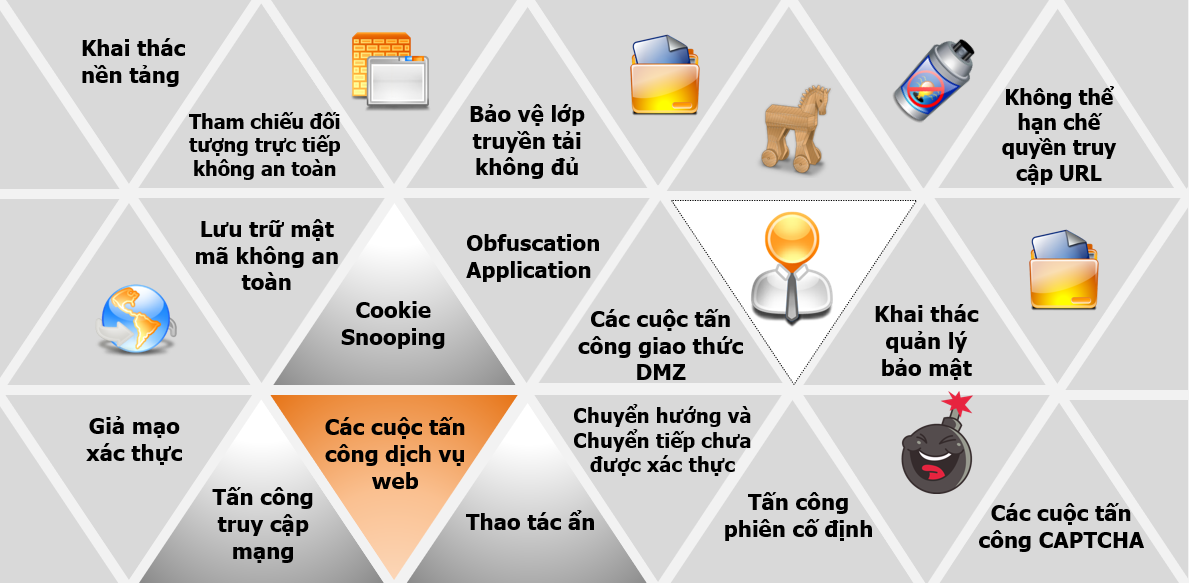 Khai thác
nền tảng
Tham chiếu đối
tượng trực tiếp
không an toàn
Bảo vệ lớp
truyền tải
không đủ
Không thể
hạn chế
quyền truy
cập URL
Lưu trữ mật
mã không an
toàn
Cookie
Snooping
Obfuscation
Application
Các cuộc tấn
công giao thức
DMZ
Khai thác
quản lý
bảo mật
Giả mạo
xác thực
Tấn công
truy cập
mạng
Các cuộc tấn
công dịch vụ
web
Thao tác ẩn
Chuyển hướng và
Chuyển tiếp chưa
được xác thực
Tấn công
phiên cố định
Các cuộc tấn
công CAPTCHA